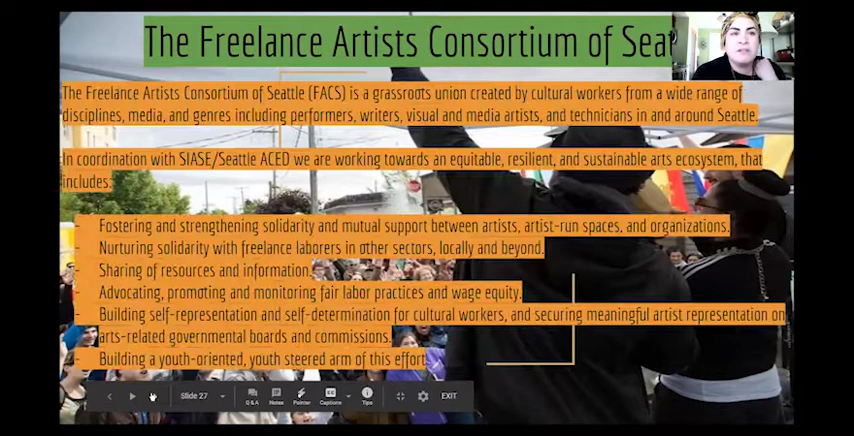 The Freelance Artists Consortium of Seat
The Freelance Artists Consortium of Seattle (FACS) is a grassroots union created by cultural workers from a wide range of
disciplines, media, and genres including performers, writers, visual and media artists, and technicians in and around Seattle.
In coordination with SIASE/Seattle ACED we are working towards an equitable, resilient, and sustainable arts ecosystem, that
includes:
- Fostering and strengthening solidarity and mutual support between artists, artist-run spaces, and organizations.
- Nurturing solidarity with freelance laborers in other sectors, locally and beyond.
- Sharing of resources and information.
- Advocating, promoting and monitoring fair labor practices and wage equity.
- Building self-representation and self-determination for cultural workers, and securing meaningful artist representation on
arts-related governmental boards and commissions.
- Building a youth-oriented, youth steered arm of this effort
Slide 27 Q & A Notes Pointer Captions Tips EXIT